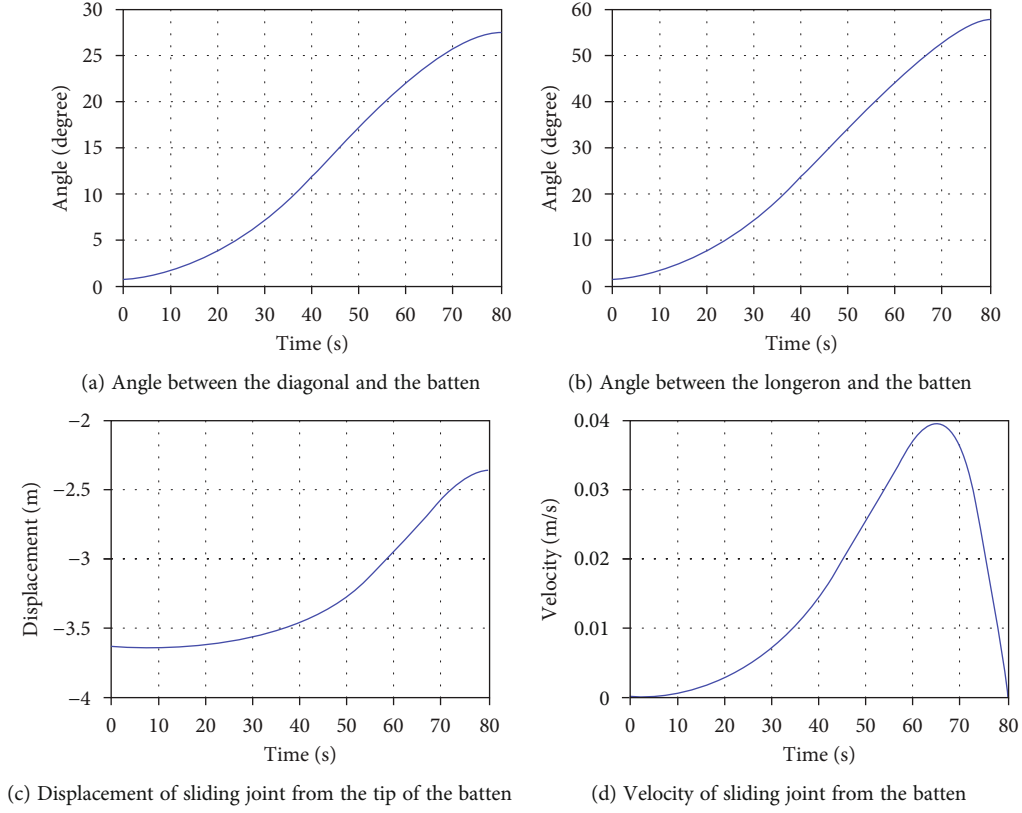 30
25
20
15
10
5
0
Angle (degree)
0 10 20 30 40 50 60 70 80
Time (s)
(a) Angle between the diagonal and the batten
60
50
40
30
20
10
0
Angle (degree)
0 10 20 30 40 50 60 70 80
Time (s)
(b) Angle between the longeron and the batten
−2
−2.5
−3
−3.5
−4
Displacement (m)
0 10 20 30 40 50 60 70 80
Time (s)
(c) Displacement of sliding joint from the tip of the batten
0.04
0.03
0.02
0.01
0
Velocity (m/s)
0 10 20 30 40 50 60 70 80
Time (s)
(d) Velocity of sliding joint from the batten